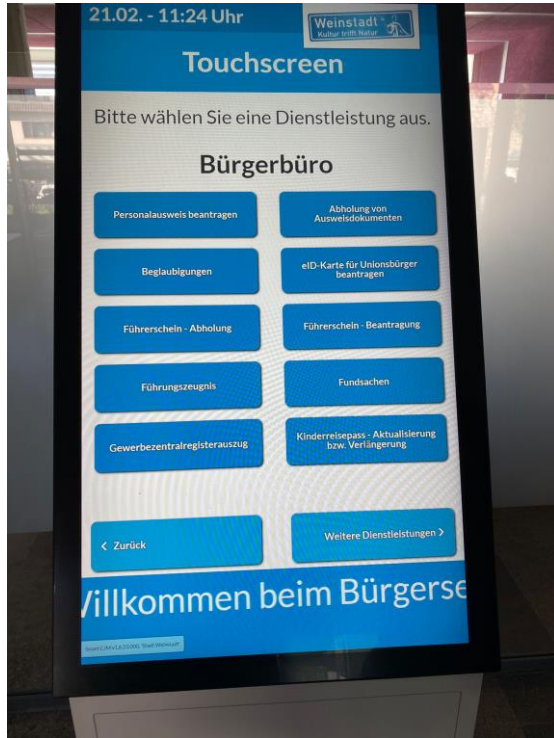 21.02. - 11:24 Uhr
Weinstadt
Kultur trifft Natur
Touchscreen
Bitte wählen Sie eine Dienstleistung aus.
Bürgerbüro
Personalausweis beantragen
Abholung von
Ausweisdokumenten
Beglaubigungen
eID-Karte für Unionsbürger
beantragen
Führerschein - Abholung
Führerschein - Beantragung
Führungszeugnis
Fundsachen
Gewerbezentralregisterauszug
Kinderreisepass - Aktualisierung
bzw. Verlängerung
< Zurück
Weitere Dienstleistungen >
Villkommen beim Bürgerse